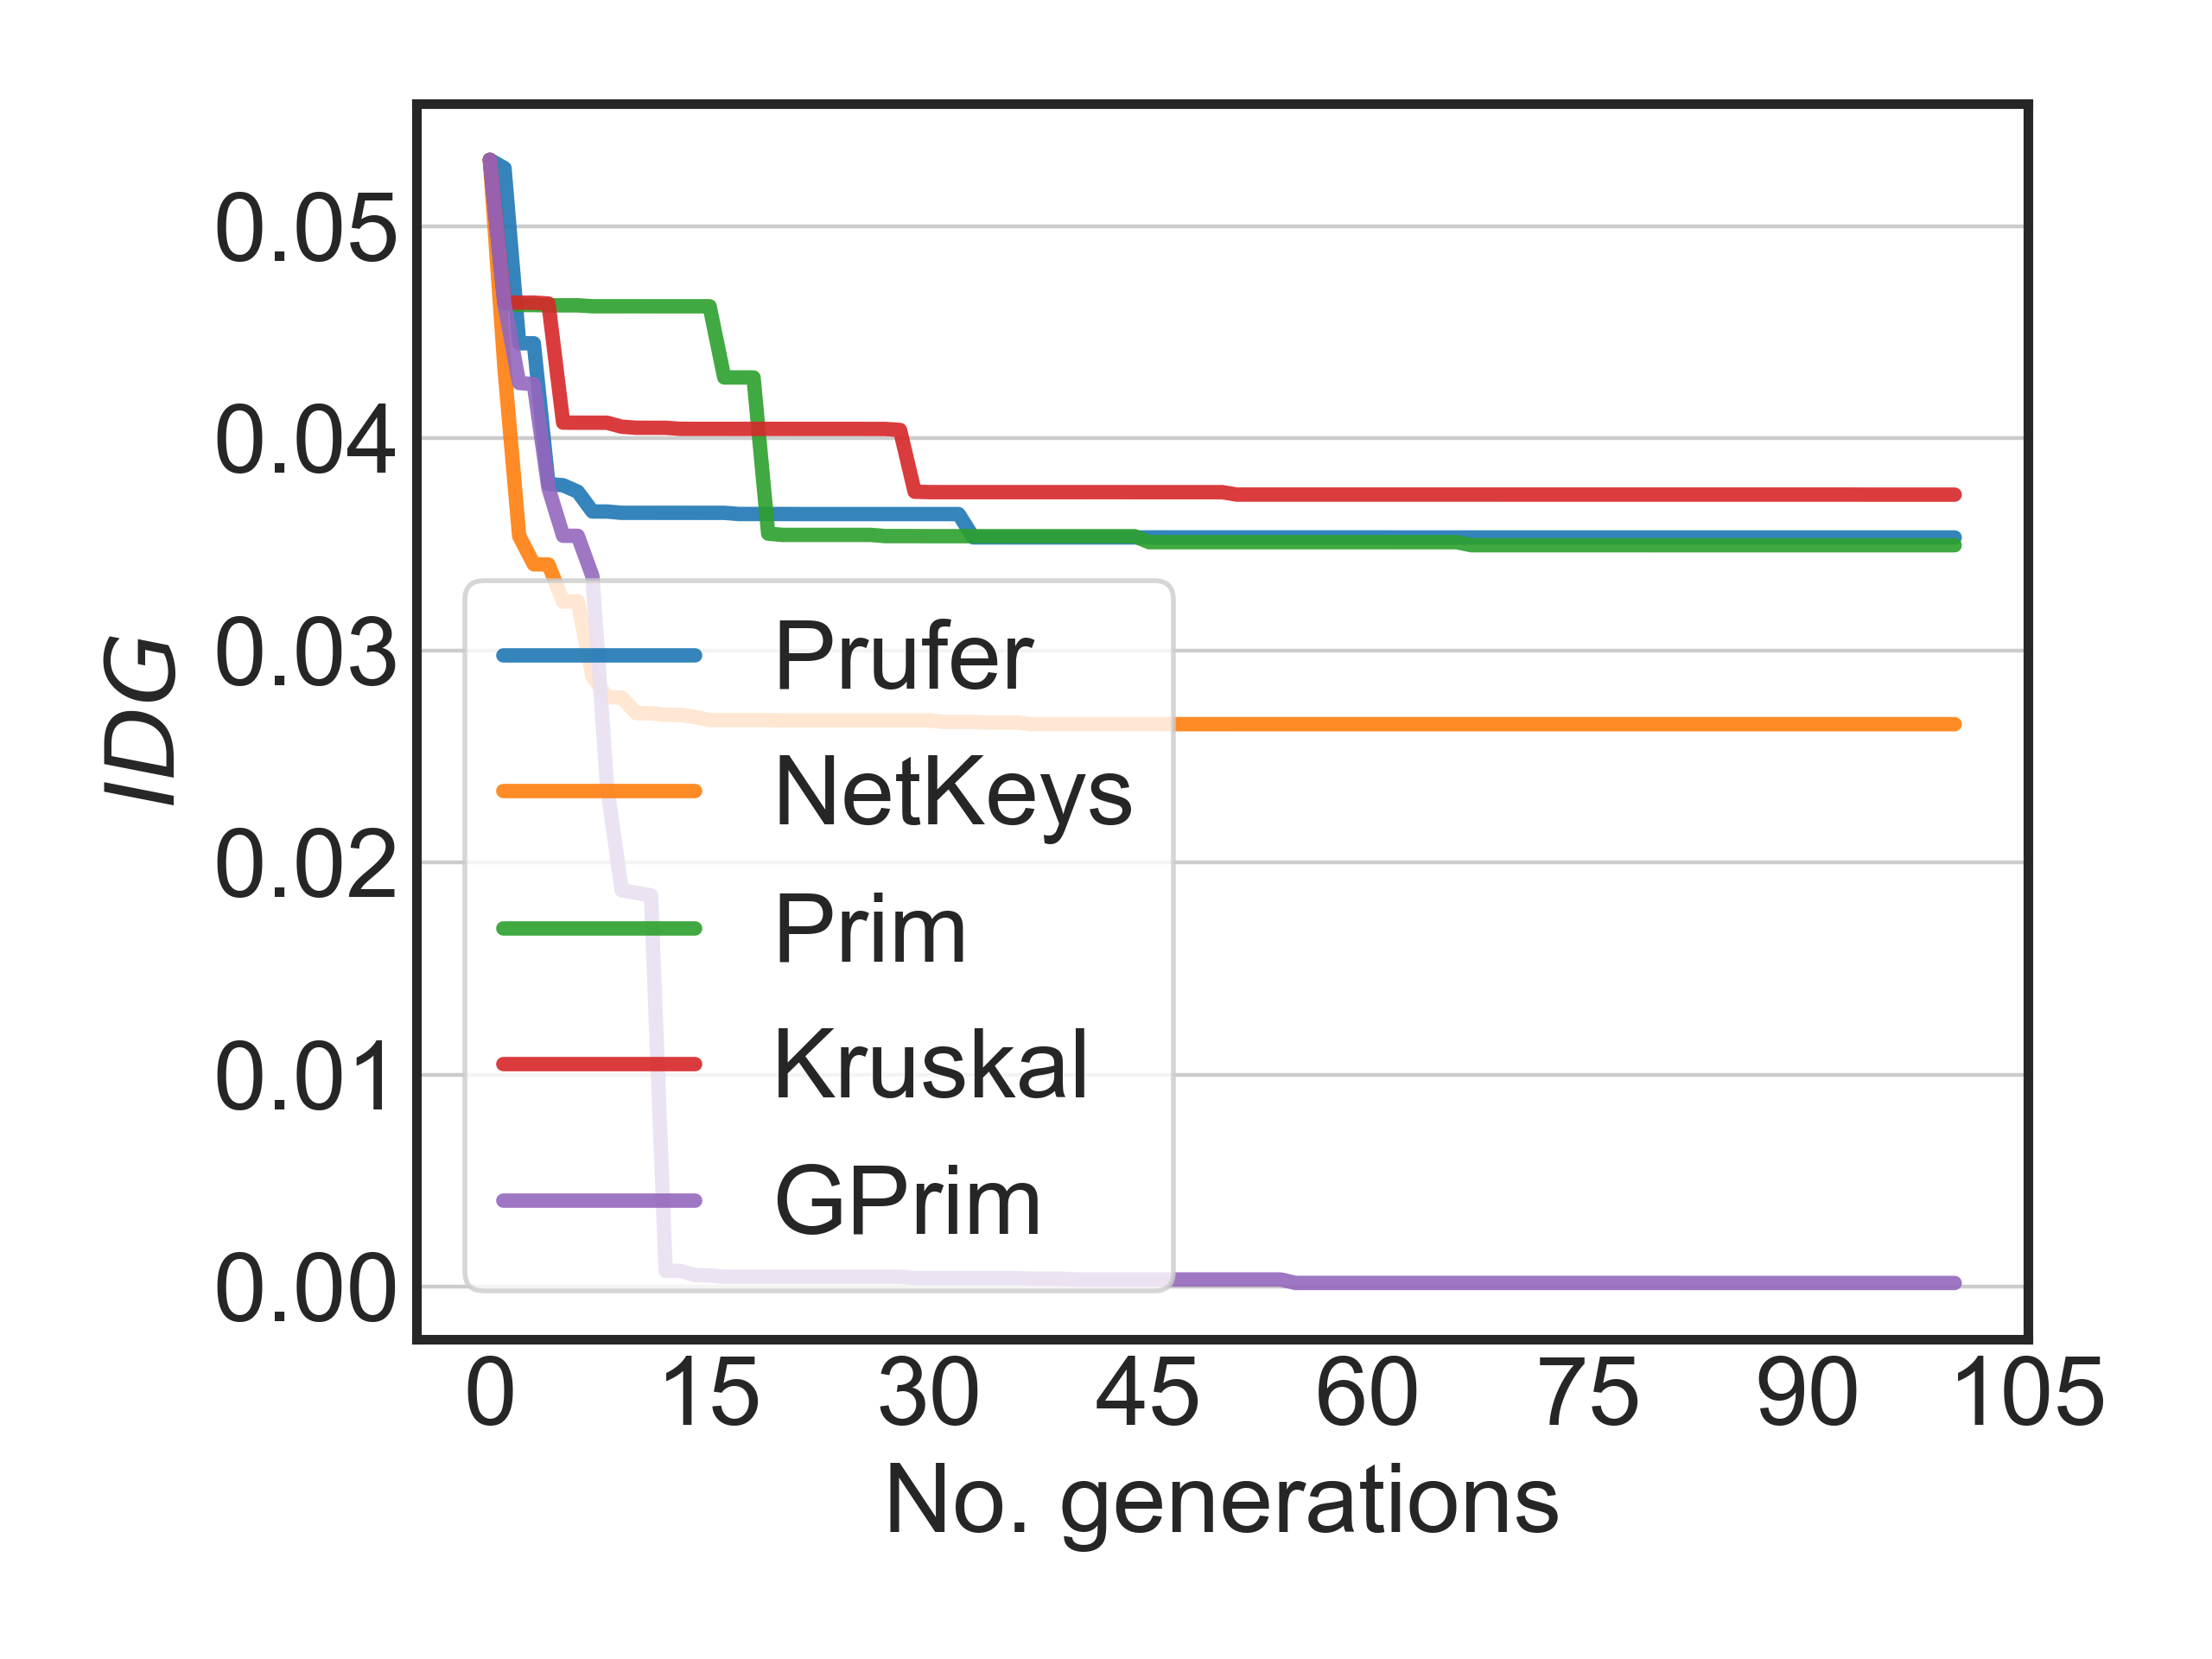 0.05
0.04
0.03
0.02
0.01
0.00
IDG
Prufer
NetKeys
Prim
Kruskal
GPrim
0 15 30 45 60 75 90 105
No. generations